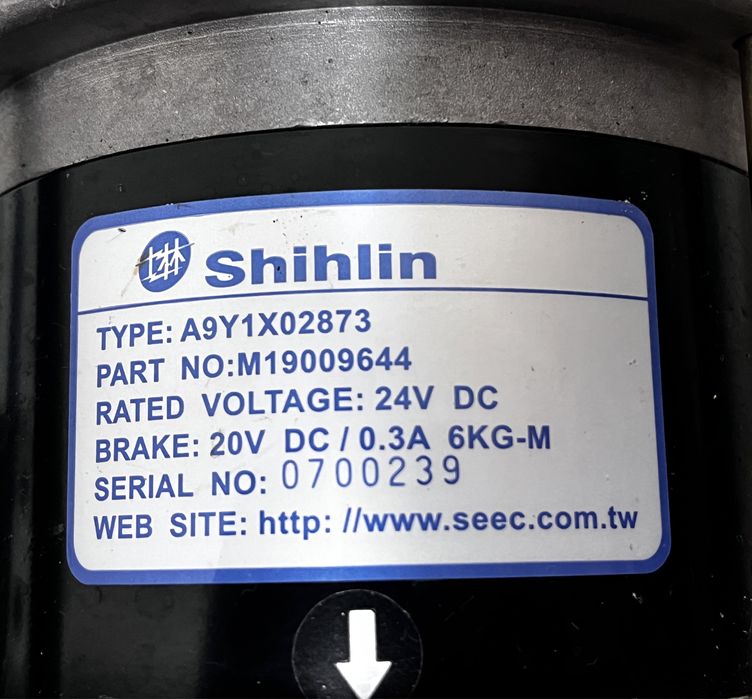 士林
Shihlin
TYPE: A9Y1X02873
PART NO:M19009644
RATED VOLTAGE: 24V DC
BRAKE: 20V DC / 0.3A 6KG-M
SERIAL NO: 0700239
WEB SITE: http: //www.seec.com.tw